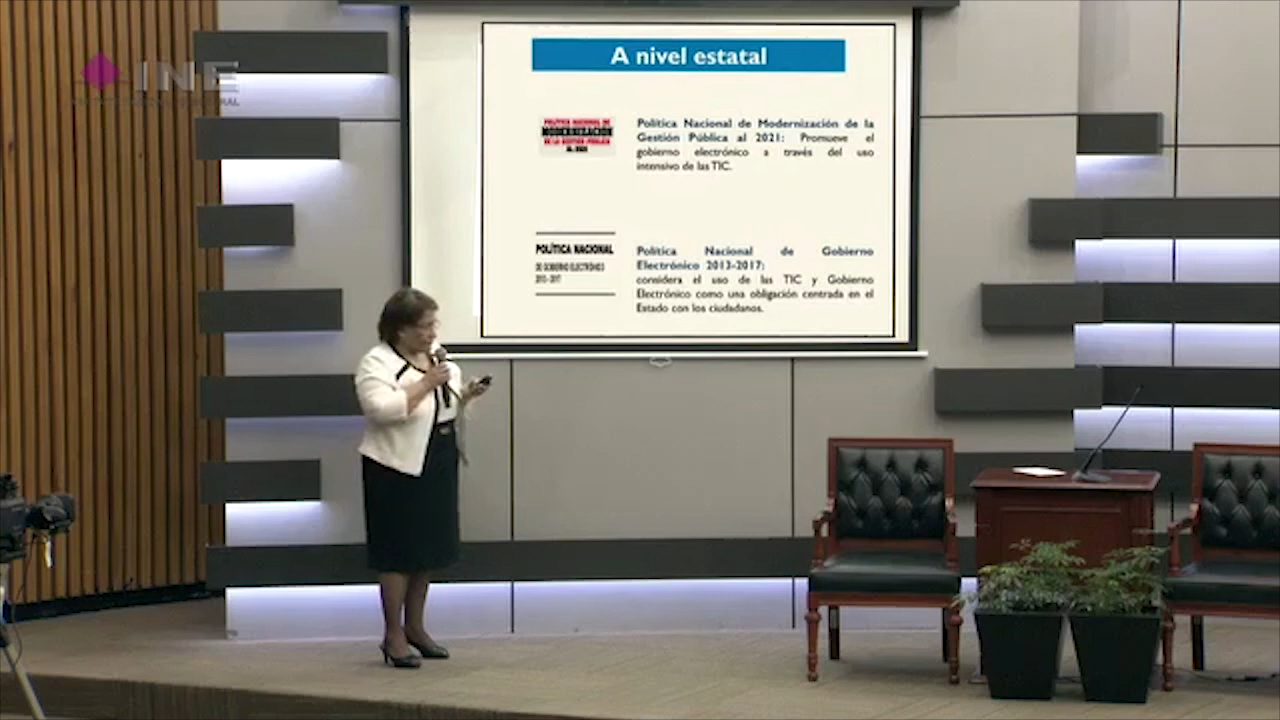 INE
A nivel estatal
POLÍTICA NACIONAL DE
MODERNIZACIÓN
DE LA GESTIÓN PÚBLICA
AL 2021
Política Nacional de Modernización de la
Gestión Pública al 2021: Promueve el
gobierno electrónico a través del uso
intensivo de las TIC.
POLÍTICA NACIONAL
DE GOBIERNO ELECTRÓNICO
2013 - 2017
Política Nacional de Gobierno
Electrónico 2013-2017:
considera el uso de las TIC y Gobierno
Electrónico como una obligación centrada en el
Estado con los ciudadanos.